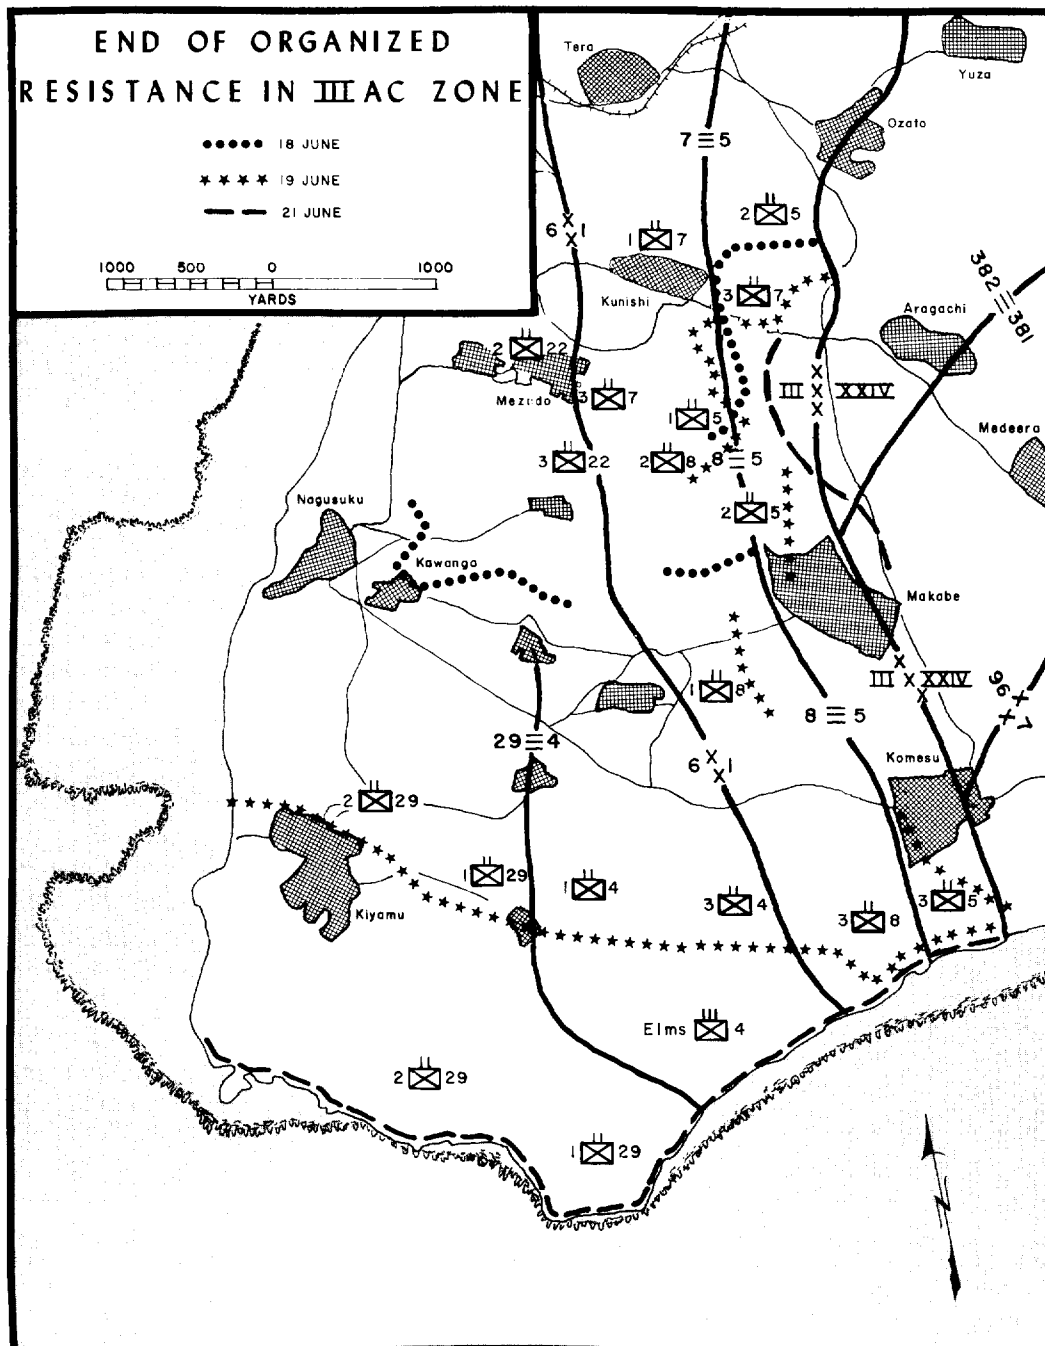 END OF ORGANIZED
RESISTANCE IN III AC ZONE
18 JUNE
19 JUNE
21 JUNE
1000 500 0 1000
YARDS
Tera
Yuza
Ozato
7 5
2 5
6 1
1 7
Kunishi
3 7
382 381
Aragachi
2 22
Mezado
3 7
III XXIV
1 5
Medeera
3 22
2 8
8 5
Nagusuku
2 5
Kawanga
Makabe
1 8
III XXIV
96 7
8 5
29 4
6 1
Komesu
2 29
1 29
1 4
3 4
3 8
3 5
Kiyamu
Elms 4
2 29
1 29
N